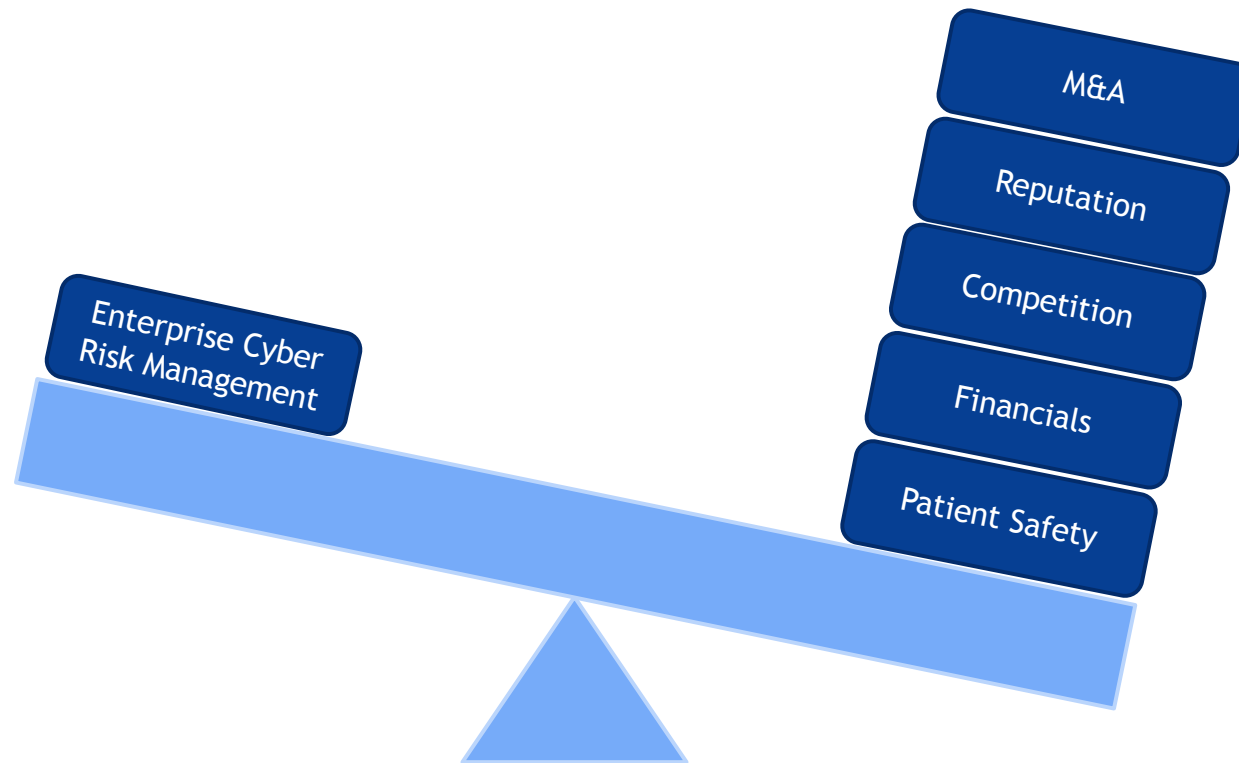 M&A
Reputation
Competition
Enterprise Cyber
Risk Management
Financials
Patient Safety